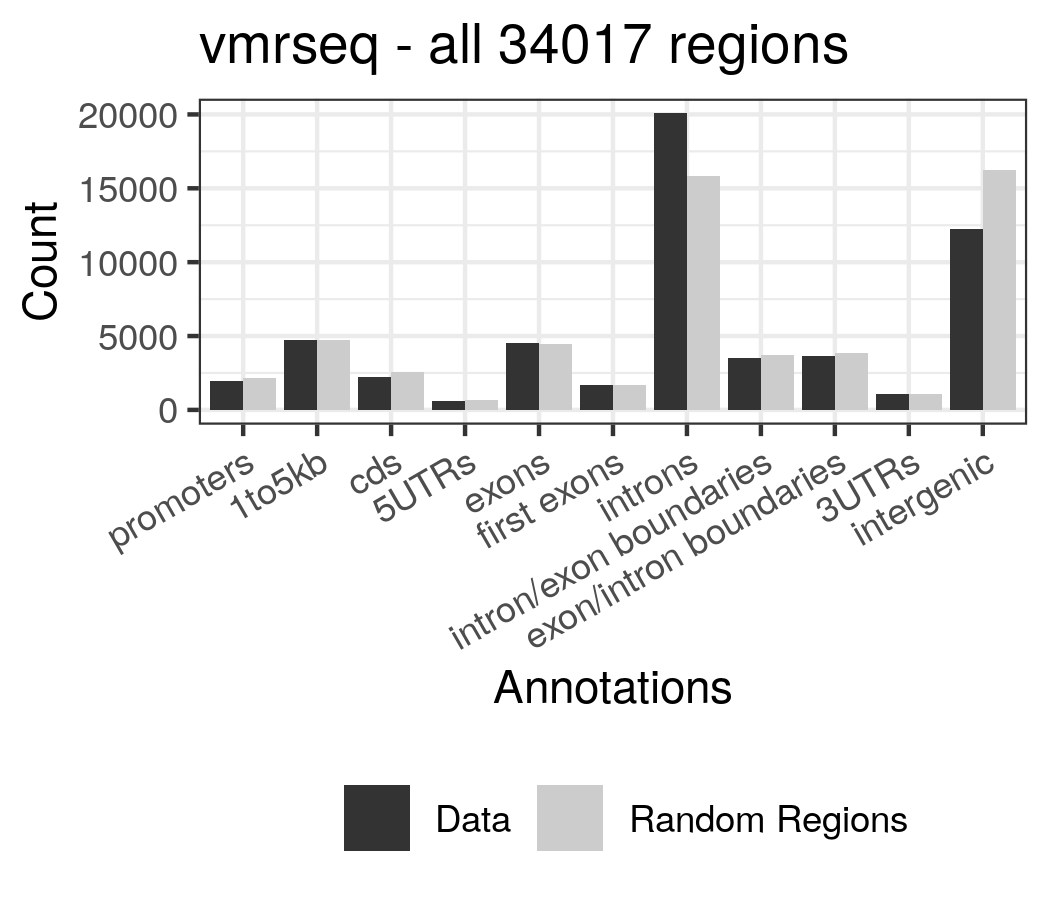 vmrseq - all 34017 regions
Count
20000
15000
10000
5000
0
promoters
1to5kb
cds
5UTRs
exons
first exons
introns
intron/exon boundaries
exon/intron boundaries
3UTRs
intergenic
Annotations
Data
Random Regions